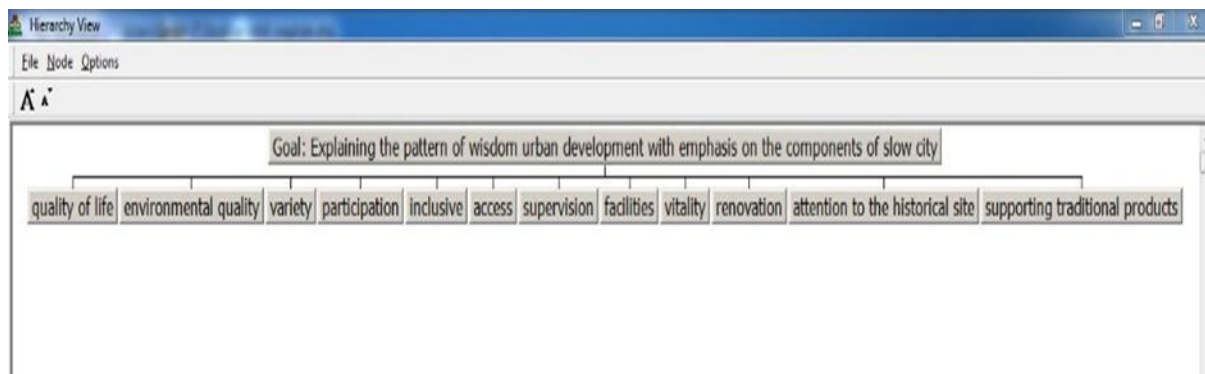 Hierarchy View
File Node Options
A A
Goal: Explaining the pattern of wisdom urban development with emphasis on the components of slow city
quality of life environmental quality variety participation inclusive access supervision facilities vitality renovation attention to the historical site supporting traditional products